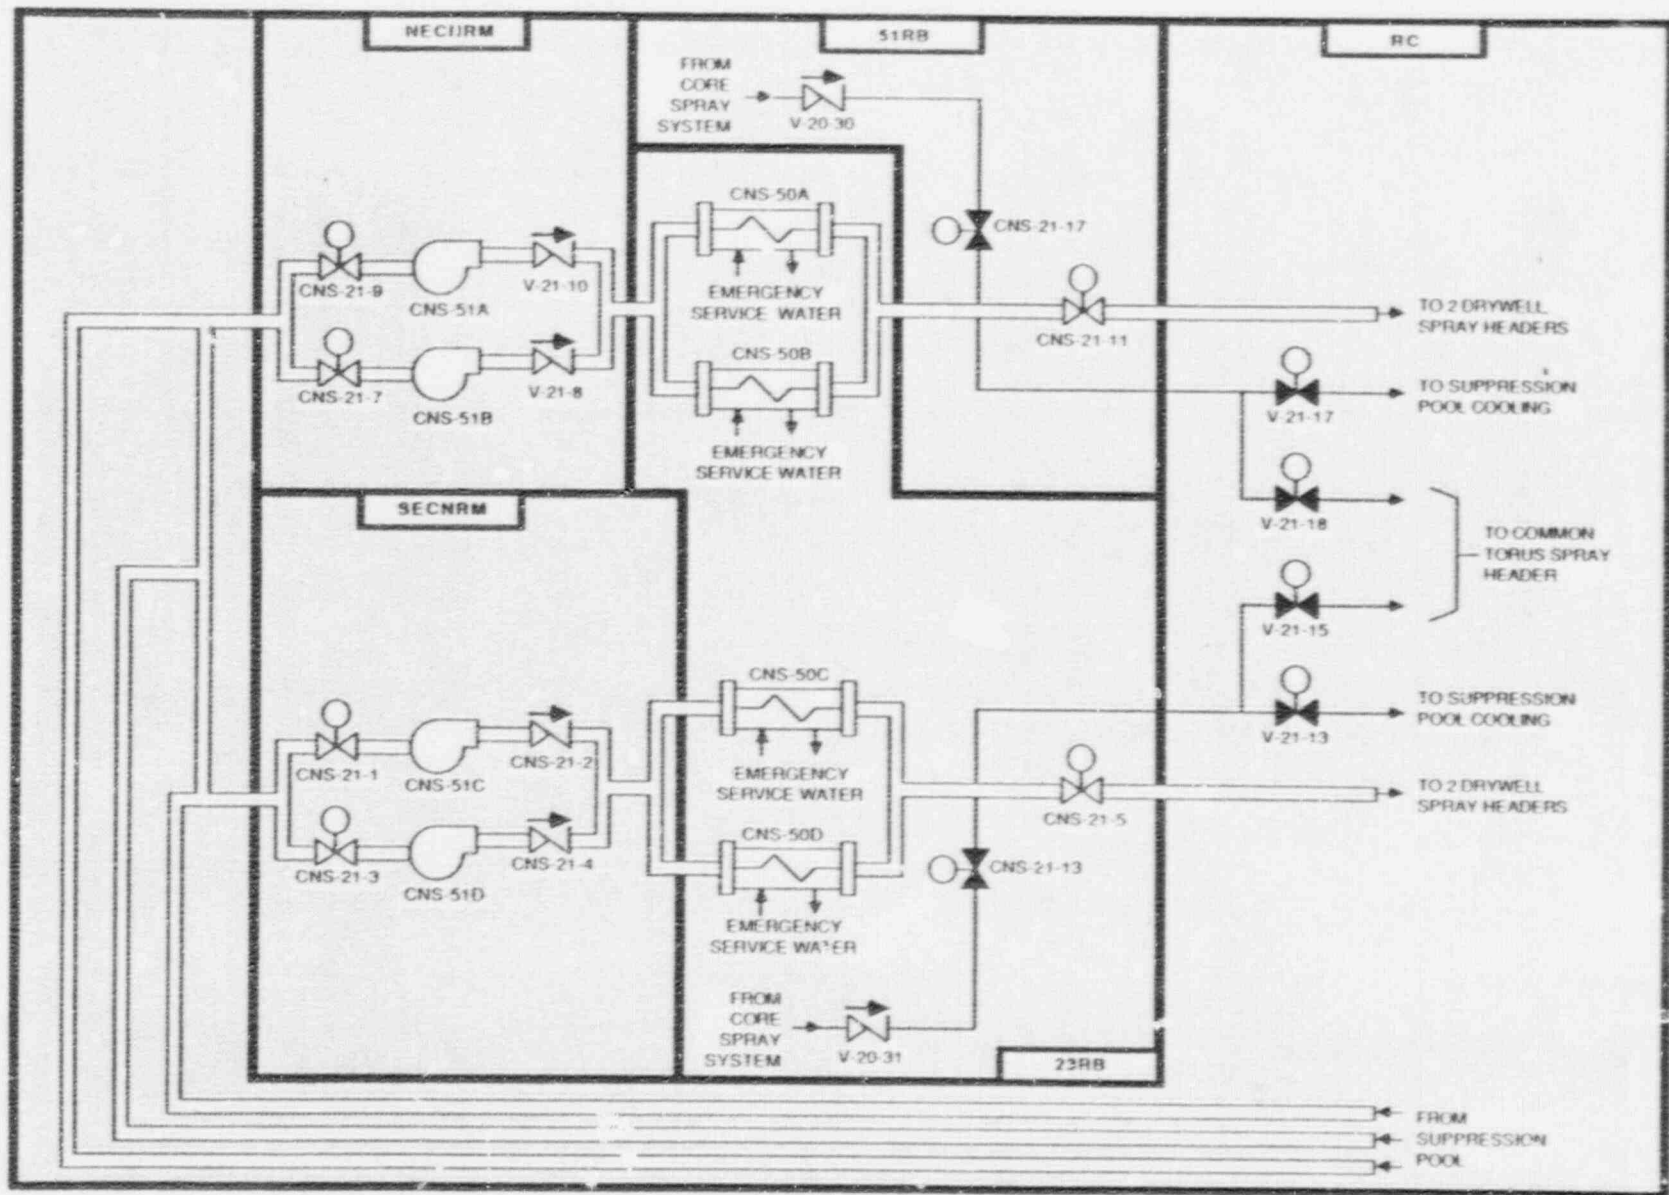 NECNRM
51RB
RC
FROM
CORE
SPRAY
SYSTEM
V-20-30
CNS-50A
CNS-21-17
CNS-21-9
CNS-51A
V-21-10
EMERGENCY
SERVICE WATER
CNS-21-11
TO 2 DRYWELL
SPRAY HEADERS
CNS-50B
CNS-21-7
CNS-51B
V-21-8
V-21-17
TO SUPPRESSION
POOL COOLING
EMERGENCY
SERVICE WATER
SECNRM
V-21-18
TO COMMON
TORUS SPRAY
HEADER
V-21-15
CNS-50C
TO SUPPRESSION
POOL COOLING
V-21-13
CNS-21-1
CNS-51C
CNS-21-2
EMERGENCY
SERVICE WATER
CNS-21-5
TO 2 DRYWELL
SPRAY HEADERS
CNS-50D
CNS-21-3
CNS-51D
CNS-21-4
CNS-21-13
EMERGENCY
SERVICE WATER
FROM
CORE
SPRAY
SYSTEM
V-20-31
23RB
FROM
SUPPRESSION
POOL